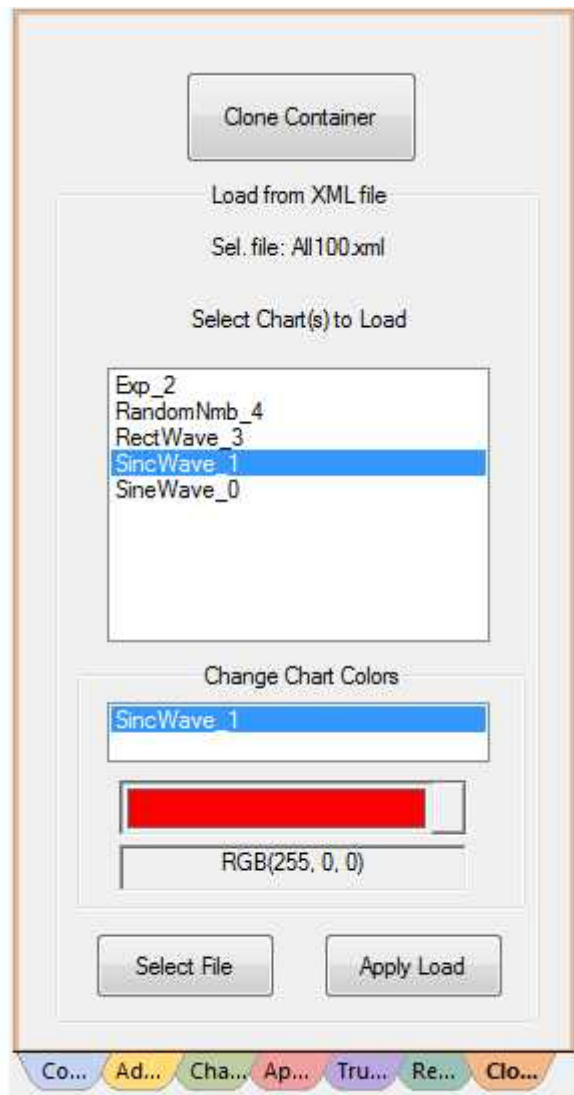 Clone Container
Load from XML file
Sel. file: All100.xml
Select Chart(s) to Load
Exp_2
RandomNmb_4
RectWave_3
SincWave_1
SineWave_0
Change Chart Colors
SincWave_1
RGB(255, 0, 0)
Select File Apply Load
Co... Ad... Cha... Ap... Tru... Re... Clo...